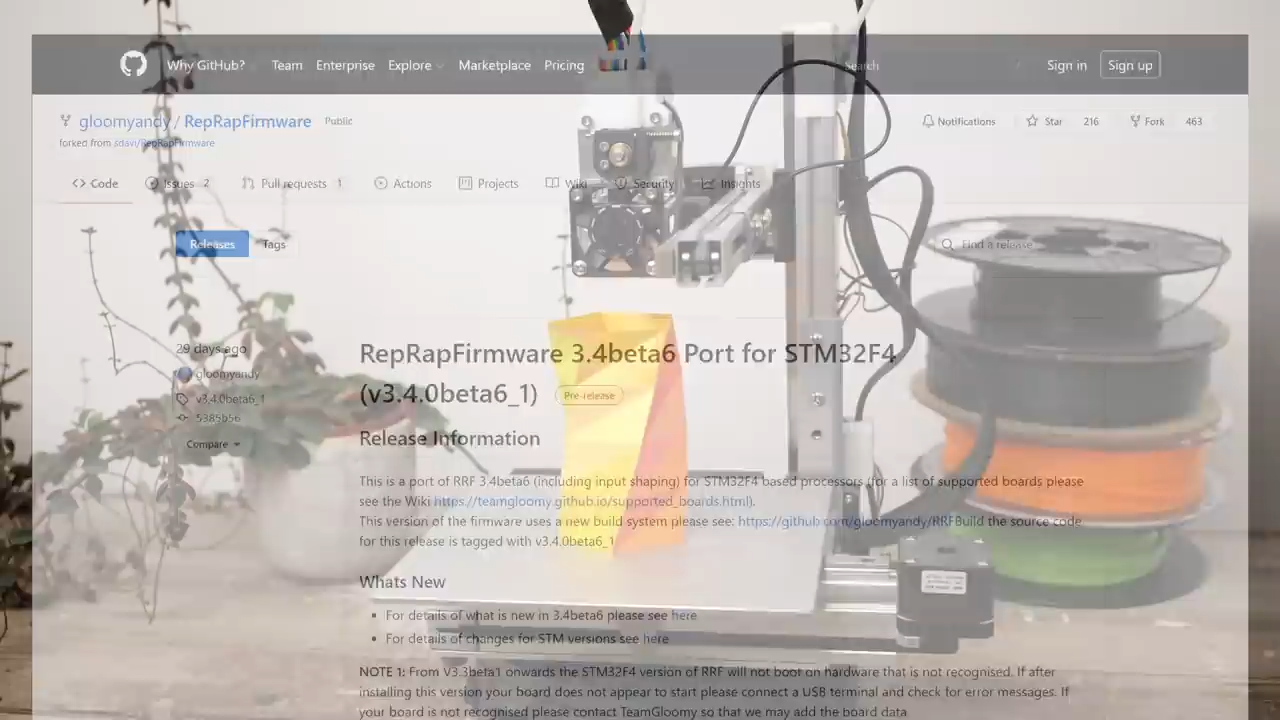 Why GitHub? Team Enterprise Explore Marketplace Pricing Search Sign in Sign up
gloomyandy / RepRapFirmware Public
Notifications Star 216 Fork 463
forked from sdavi/RepRapFirmware
Code Issues 2 Pull requests 1 Actions Projects Wiki Security Insights
Releases Tags Find a release
29 days ago
gloomyandy
v3.4.0beta6_1
5389b56
Compare
RepRapFirmware 3.4beta6 Port for STM32F4
(v3.4.0beta6_1) Pre-release
Release Information
This is a port of RRF 3.4beta6 (including input shaping) for STM32F4 based processors (for a list of supported boards please
see the Wiki https://teamgloomy.github.io/supported_boards.html).
This version of the firmware uses a new build system please see: https://github.com/gloomyandy/RRFBuild the source code
for this release is tagged with v3.4.0beta6_1
Whats New
For details of what is new in 3.4beta6 please see here
For details of changes for STM versions see here
NOTE 1: From V3.3beta1 onwards the STM32F4 version of RRF will not boot on hardware that is not recognised. If after
installing this version your board does not appear to start please connect a USB terminal and check for error messages. If
your board is not recognised please contact TeamGloomy so that we may add the board data